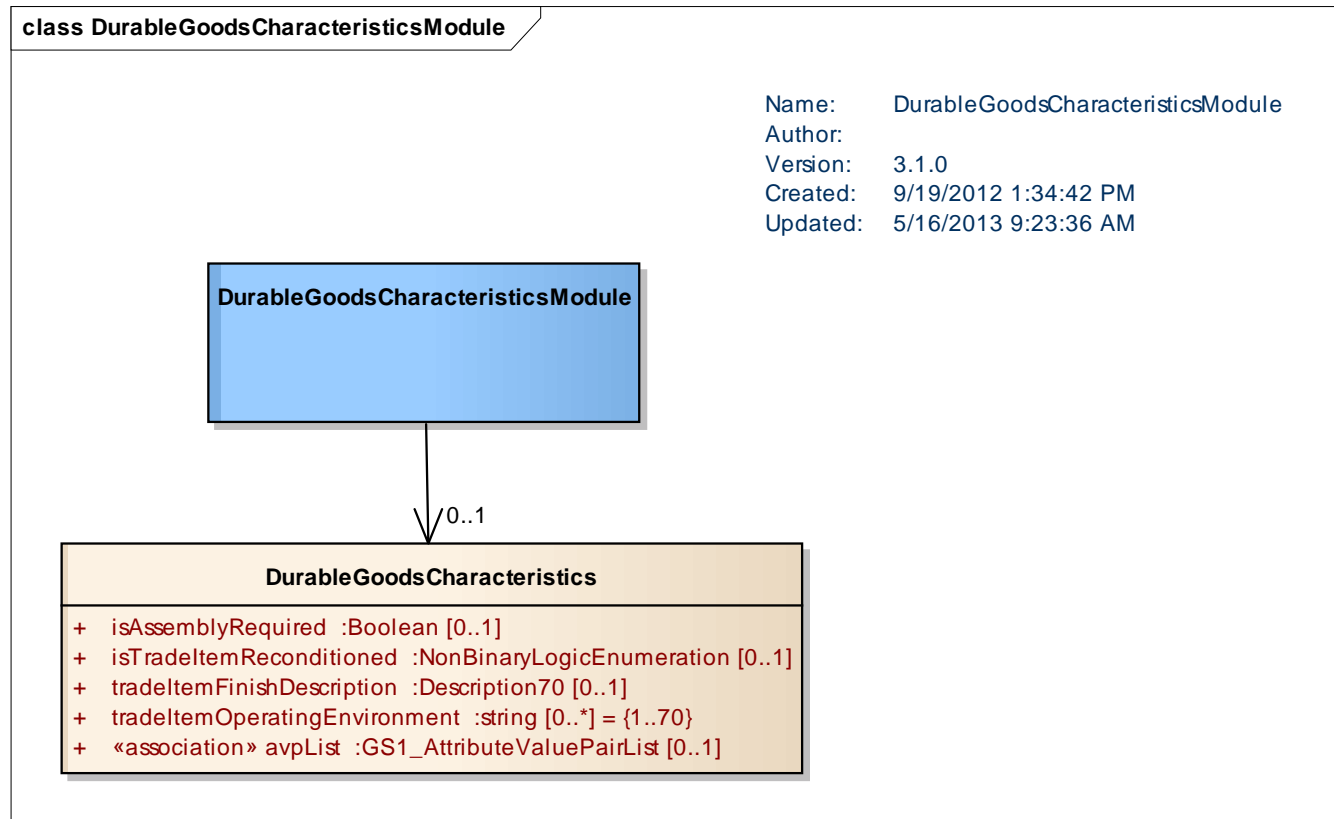 class DurableGoodsCharacteristicsModule
Name: DurableGoodsCharacteristicsModule
Author:
Version: 3.1.0
Created: 9/19/2012 1:34:42 PM
Updated: 5/16/2013 9:23:36 AM
DurableGoodsCharacteristicsModule
0..1
DurableGoodsCharacteristics
+ isAssemblyRequired :Boolean [0..1]
+ isTradeItemReconditioned :NonBinaryLogicEnumeration [0..1]
+ tradeItemFinishDescription :Description70 [0..1]
+ tradeItemOperatingEnvironment :string [0..*] = {1..70}
+ «association» avpList :GS1_AttributeValuePairList [0..1]